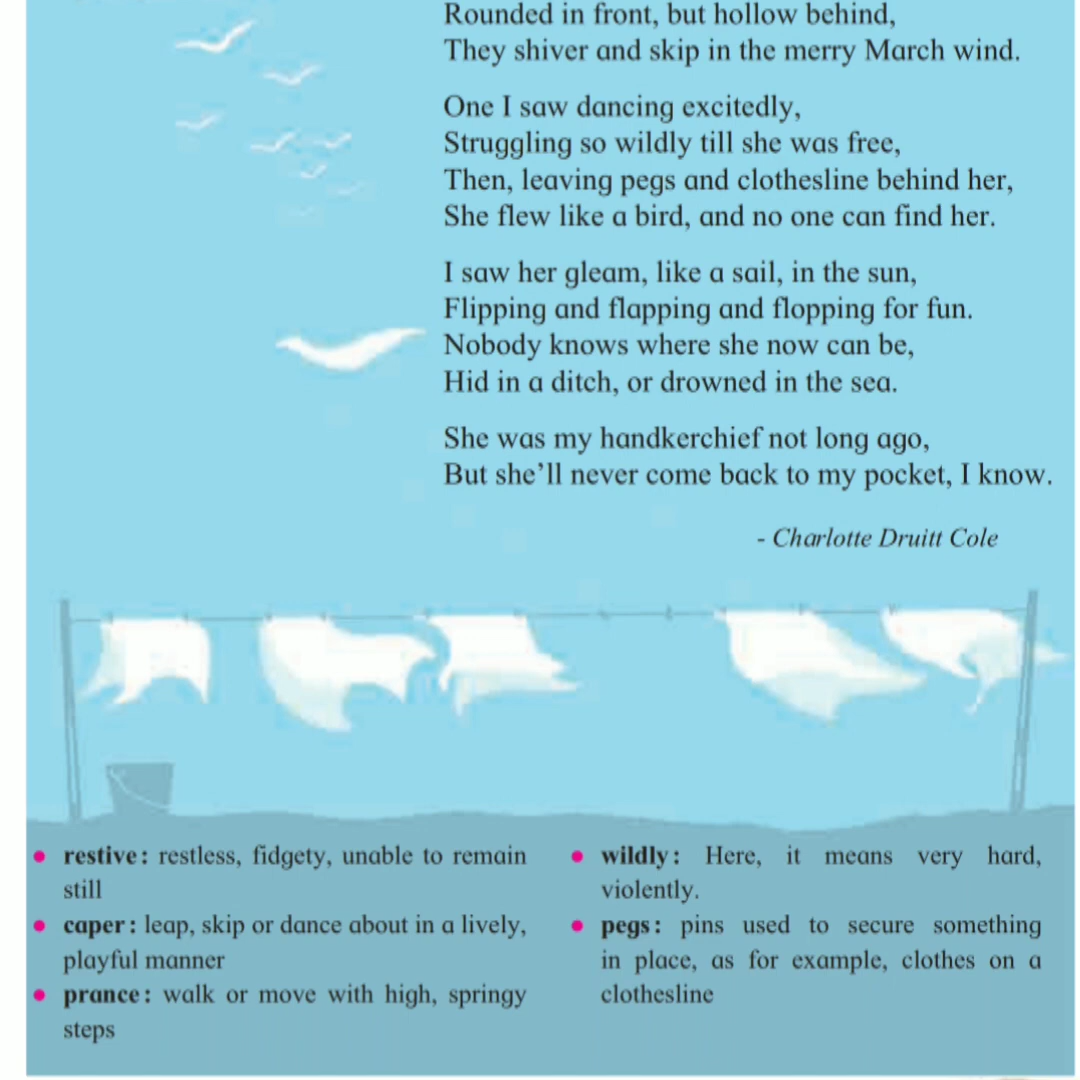 Rounded in front, but hollow behind,
They shiver and skip in the merry March wind.
One I saw dancing excitedly,
Struggling so wildly till she was free,
Then, leaving pegs and clothesline behind her,
She flew like a bird, and no one can find her.
I saw her gleam, like a sail, in the sun,
Flipping and flapping and flopping for fun.
Nobody knows where she now can be,
Hid in a ditch, or drowned in the sea.
She was my handkerchief not long ago,
But she'll never come back to my pocket, I know.
- Charlotte Druitt Cole
• restive: restless, fidgety, unable to remain
still
• caper: leap, skip or dance about in a lively,
playful manner
• prance: walk or move with high, springy
steps
• wildly: Here, it means very hard,
violently.
• pegs: pins used to secure something
in place, as for example, clothes on a
clothesline